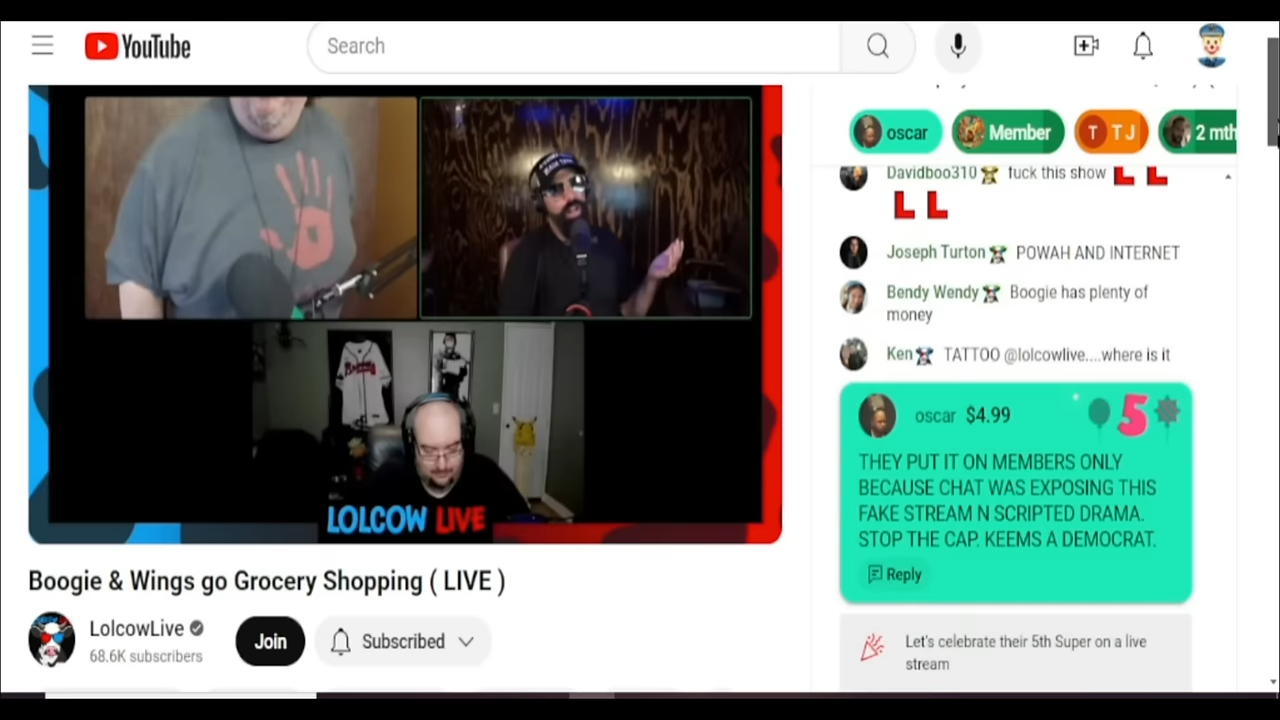 YouTube
Search
oscar
Member
T TJ
2 mth
Davidboo310 fuck this show L L
L L
Joseph Turton POWAH AND INTERNET
Bendy Wendy Boogie has plenty of
money
Ken TATTOO @lolcowlive....where is it
oscar $4.99
5
THEY PUT IT ON MEMBERS ONLY
BECAUSE CHAT WAS EXPOSING THIS
FAKE STREAM N SCRIPTED DRAMA.
STOP THE CAP. KEEMS A DEMOCRAT.
Reply
Let's celebrate their 5th Super on a live
stream
LOLCOW LIVE
Boogie & Wings go Grocery Shopping ( LIVE )
LolcowLive
68.6K subscribers
Join
Subscribed